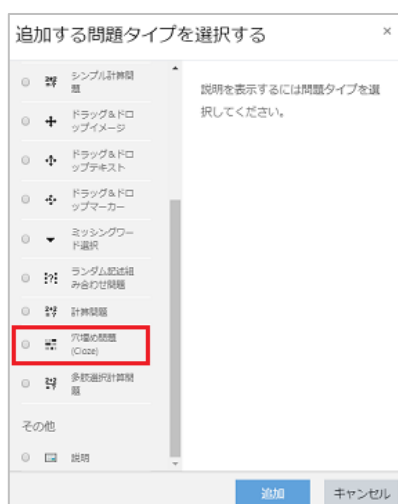 追加する問題タイプを選択する
×
シンプル計算問
題
ドラッグ&ドロ
ップイメージ
ドラッグ&ドロ
ップテキスト
ドラッグ&ドロ
ップマーカー
ミッシングワー
ド選択
ランダム記述組
み合わせ問題
計算問題
穴埋め問題
(Cloze)
多肢選択計算問
題
その他
説明
説明を表示するには問題タイプを選
択してください。
追加
キャンセル